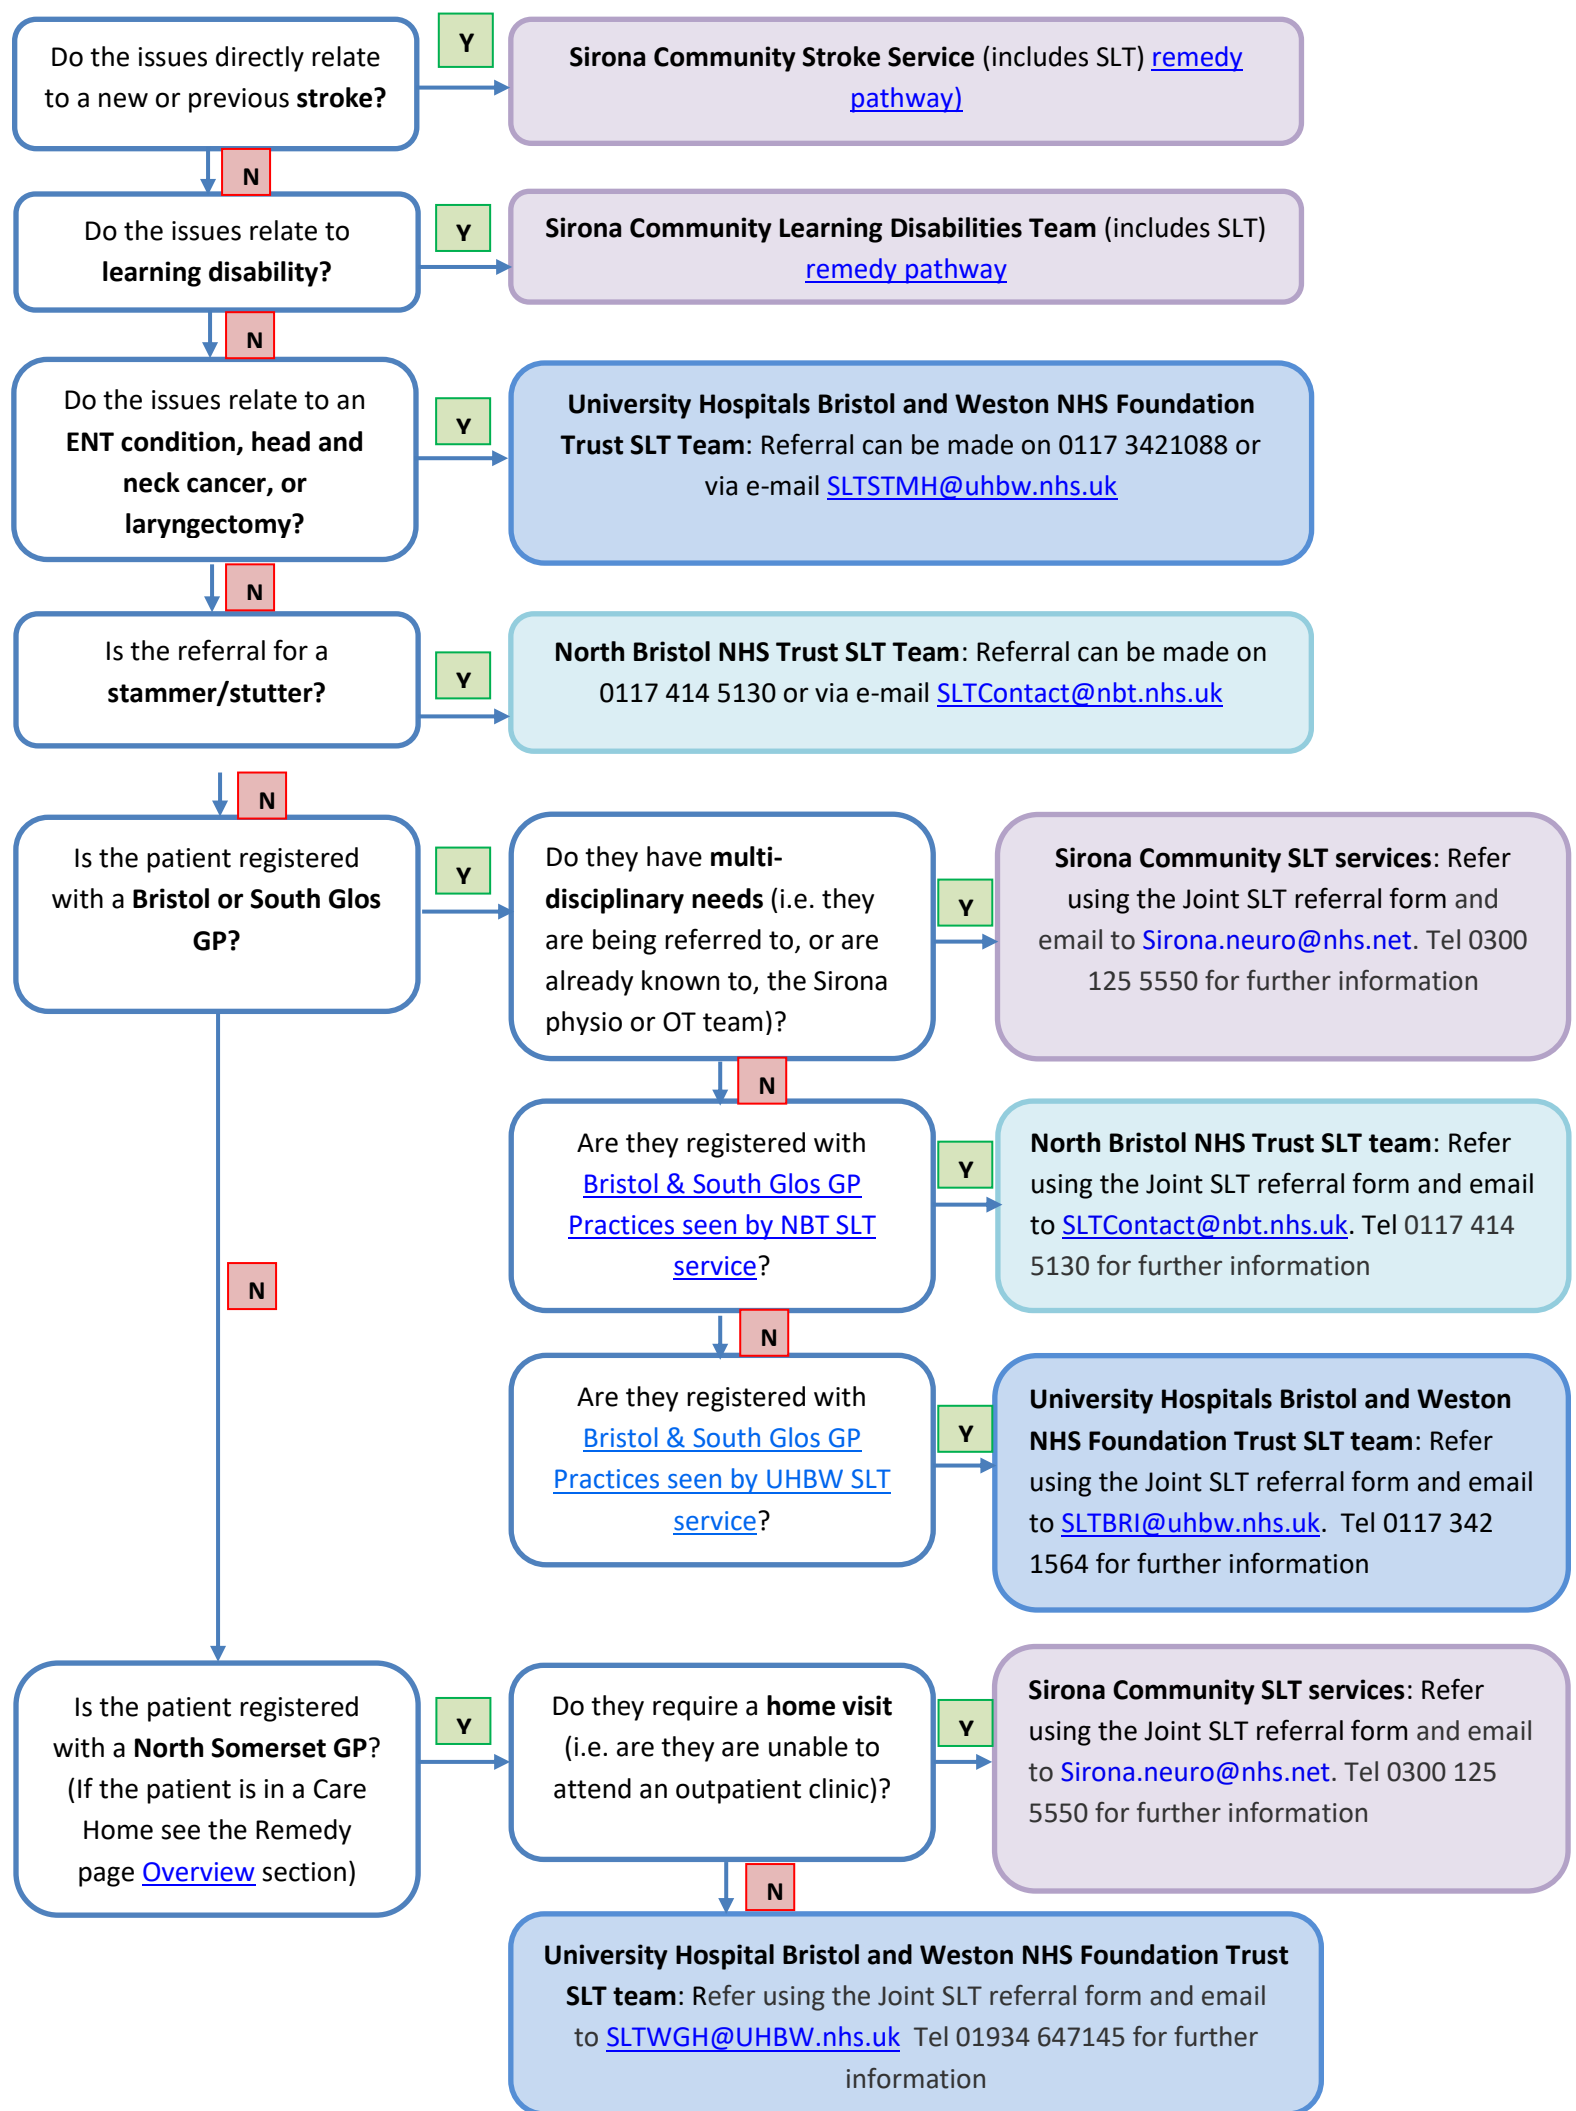 Do the issues directly relate
to a new or previous stroke?
Y
Sirona Community Stroke Service (includes SLT) remedy
pathway)
N
Do the issues relate to
learning disability?
Y
Sirona Community Learning Disabilities Team (includes SLT)
remedy pathway
N
Do the issues relate to an
ENT condition, head and
neck cancer, or
laryngectomy?
Y
University Hospitals Bristol and Weston NHS Foundation
Trust SLT Team: Referral can be made on 0117 3421088 or
via e-mail SLTSTMH@uhbw.nhs.uk
N
Is the referral for a
stammer/stutter?
Y
North Bristol NHS Trust SLT Team: Referral can be made on
0117 414 5130 or via e-mail SLTContact@nbt.nhs.uk
N
Is the patient registered
with a Bristol or South Glos
GP?
Y
Do they have multi-
disciplinary needs (i.e. they
are being referred to, or are
already known to, the Sirona
physio or OT team)?
Y
Sirona Community SLT services: Refer
using the Joint SLT referral form and
email to Sirona.neuro@nhs.net. Tel 0300
125 5550 for further information
N
Are they registered with
Bristol & South Glos GP
Practices seen by NBT SLT
service?
Y
North Bristol NHS Trust SLT team: Refer
using the Joint SLT referral form and email
to SLTContact@nbt.nhs.uk. Tel 0117 414
5130 for further information
N
N
Are they registered with
Bristol & South Glos GP
Practices seen by UHBW SLT
service?
Y
University Hospitals Bristol and Weston
NHS Foundation Trust SLT team: Refer
using the Joint SLT referral form and email
to SLTBRI@uhbw.nhs.uk. Tel 0117 342
1564 for further information
Is the patient registered
with a North Somerset GP?
(If the patient is in a Care
Home see the Remedy
page Overview section)
Y
Do they require a home visit
(i.e. are they are unable to
attend an outpatient clinic)?
Y
Sirona Community SLT services: Refer
using the Joint SLT referral form and email
to Sirona.neuro@nhs.net. Tel 0300 125
5550 for further information
N
University Hospital Bristol and Weston NHS Foundation Trust
SLT team: Refer using the Joint SLT referral form and email
to SLTWGH@UHBW.nhs.uk Tel 01934 647145 for further
information